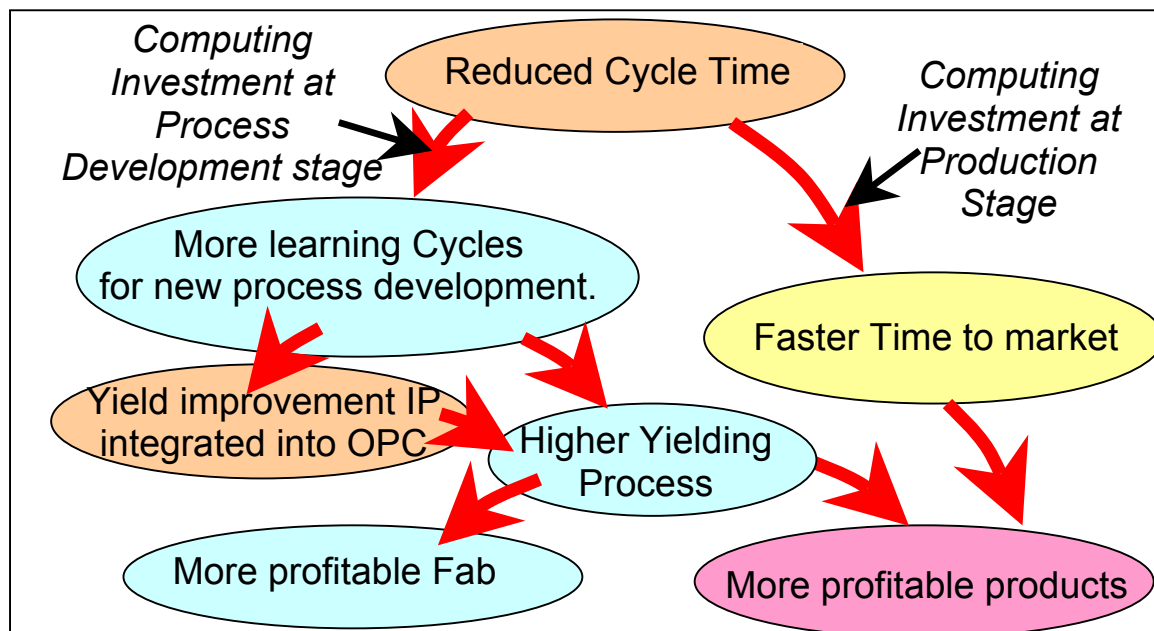 Computing
Investment at
Process
Development stage
Reduced Cycle Time
Computing
Investment at
Production
Stage
More learning Cycles
for new process development.
Faster Time to market
Yield improvement IP
integrated into OPC
Higher Yielding
Process
More profitable Fab
More profitable products